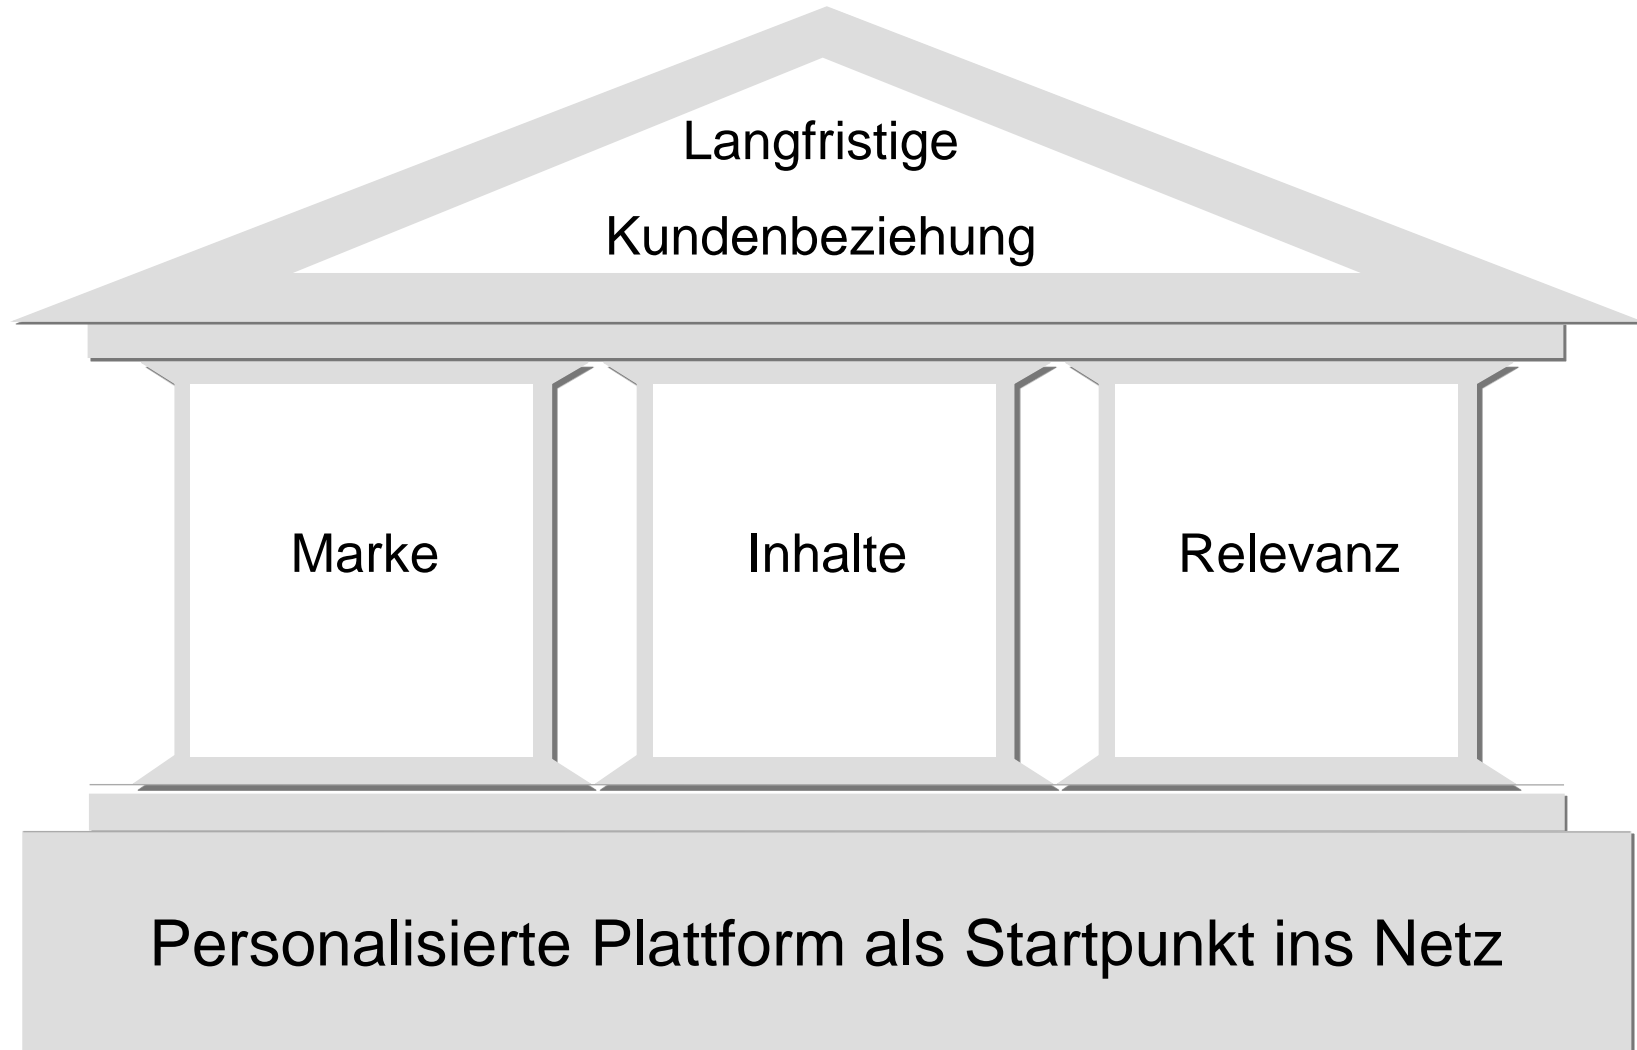 Langfristige
Kundenbeziehung
Marke
Inhalte
Relevanz
Personalisierte Plattform als Startpunkt ins Netz